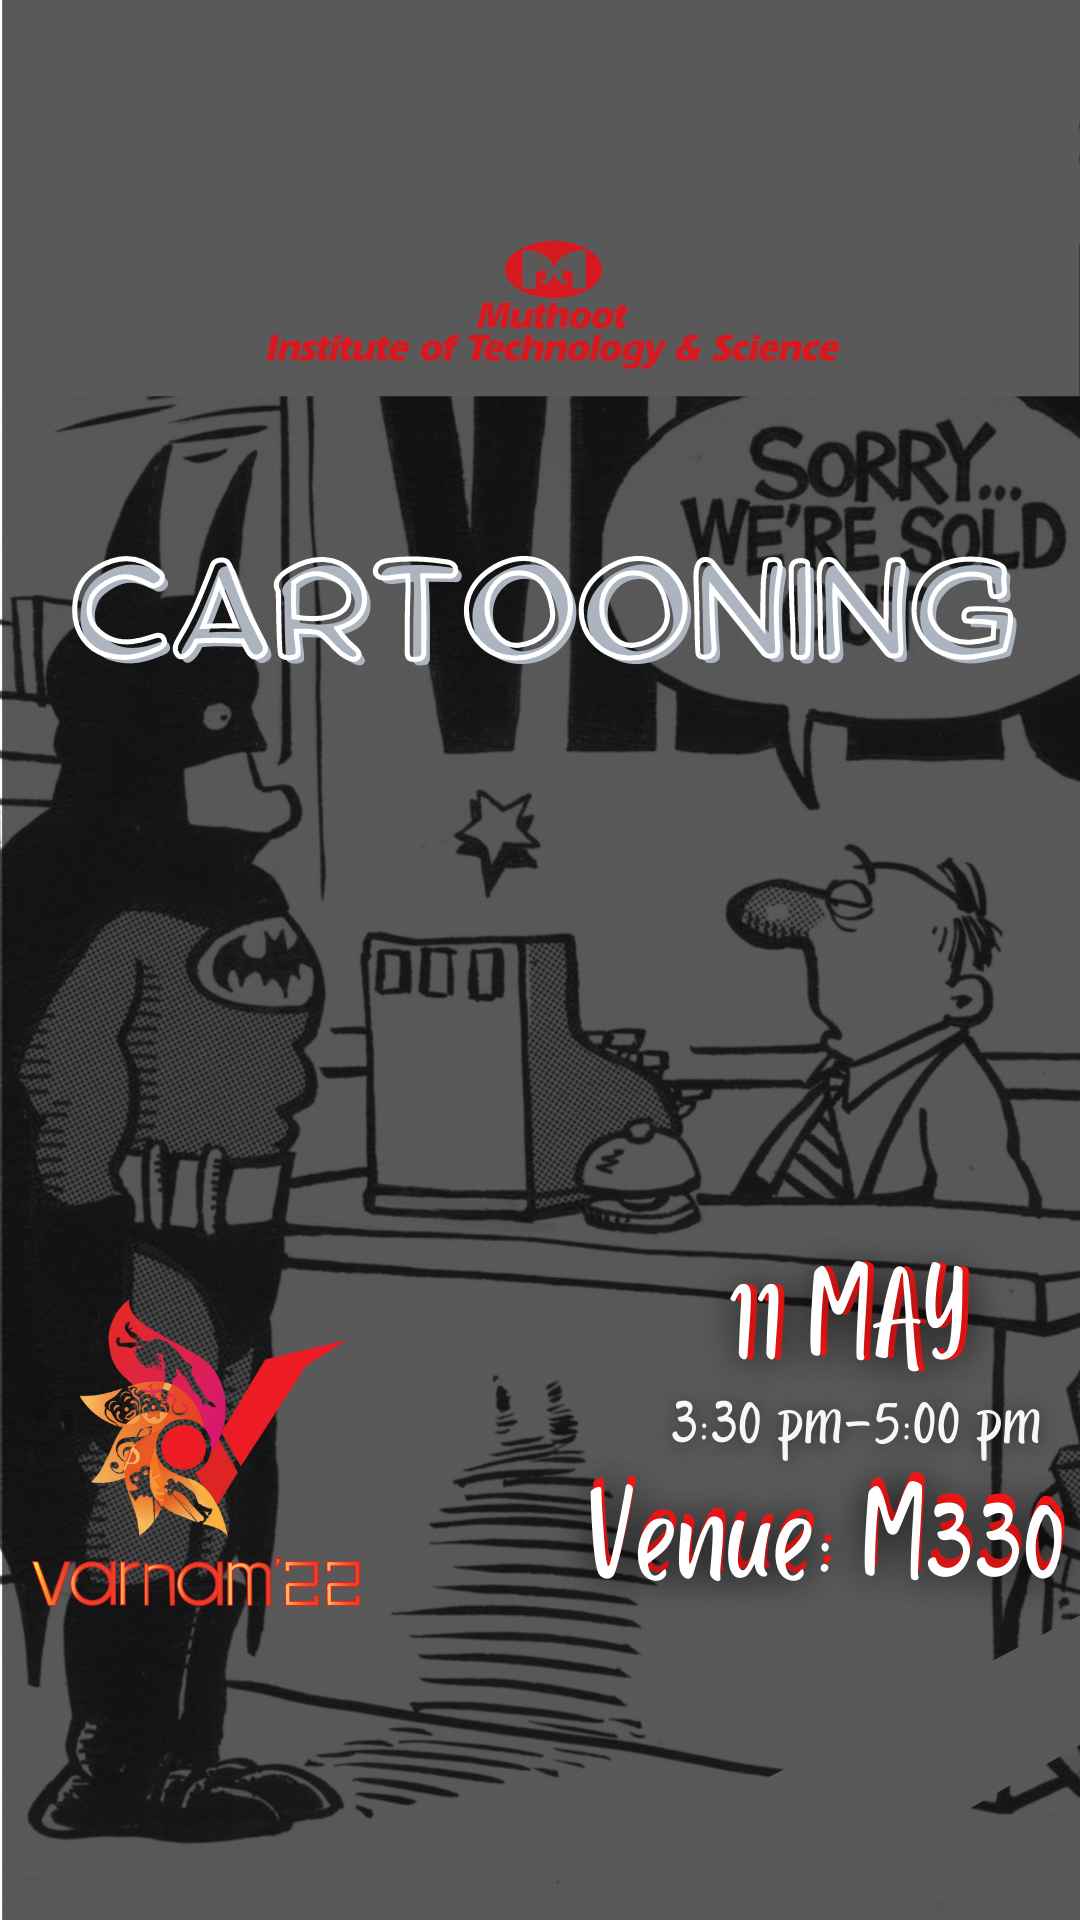 Muthoot
Institute of Technology & Science
SORRY...
WE'RE SOLD
CARTOONING
11 MAY
3:30 pm-5:00 pm
Venue: M330
varnam'22